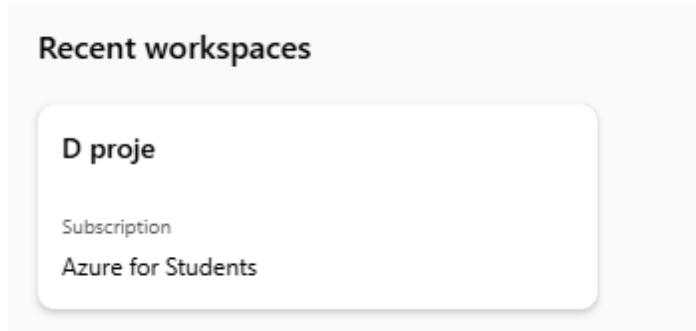 Recent workspaces
D proje
Subscription
Azure for Students